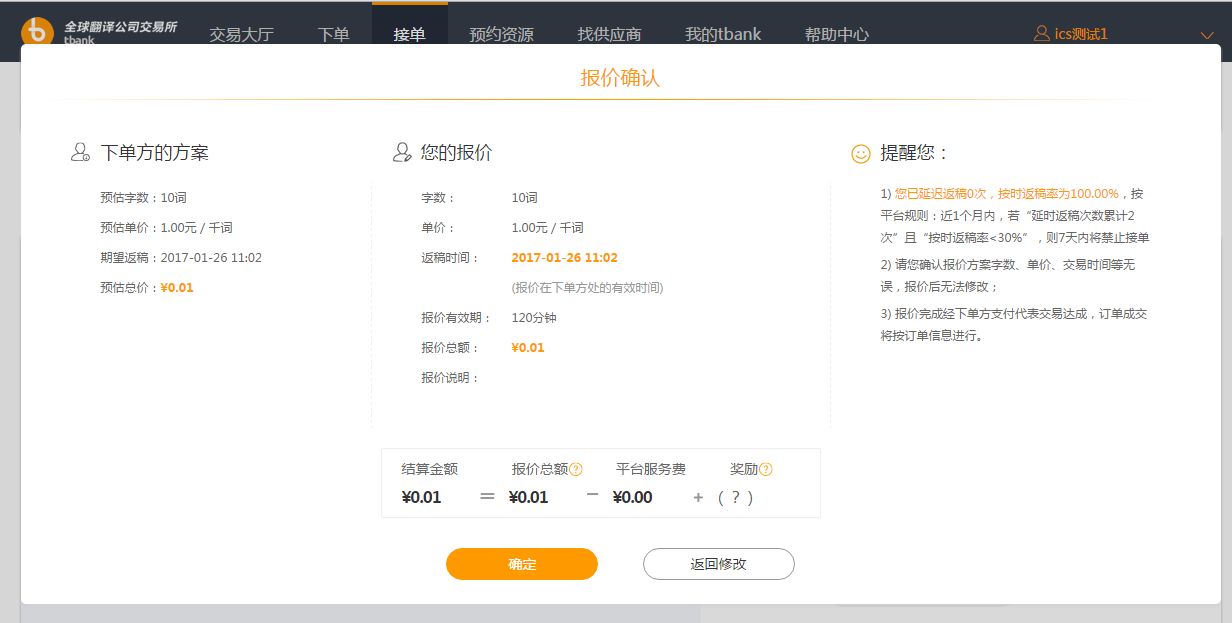 全球翻译公司交易所
tbank
交易大厅
下单
接单
预约资源
找供应商
我的tbank
帮助中心
ics测试1
报价确认
下单方的方案
预估字数：10词
预估单价：1.00元 / 千词
期望返稿：2017-01-26 11:02
预估总价：¥0.01
您的报价
字数： 10词
单价： 1.00元 / 千词
返稿时间： 2017-01-26 11:02
(报价在下单方处的有效时间)
报价有效期： 120分钟
报价总额： ¥0.01
报价说明：
提醒您：
1) 您已延迟返稿0次，按时返稿率为100.00%，按
平台规则：近1个月内，若“延时返稿次数累计2
次”且“按时返稿率<30%”，则7天内将禁止接单
2) 请您确认报价方案字数、单价、交易时间等无
误，报价后无法修改；
3) 报价完成经下单方支付代表交易达成，订单成交
将按订单信息进行。
结算金额 报价总额? 平台服务费 奖励?
¥0.01 = ¥0.01 − ¥0.00 + ( ? )
确定
返回修改